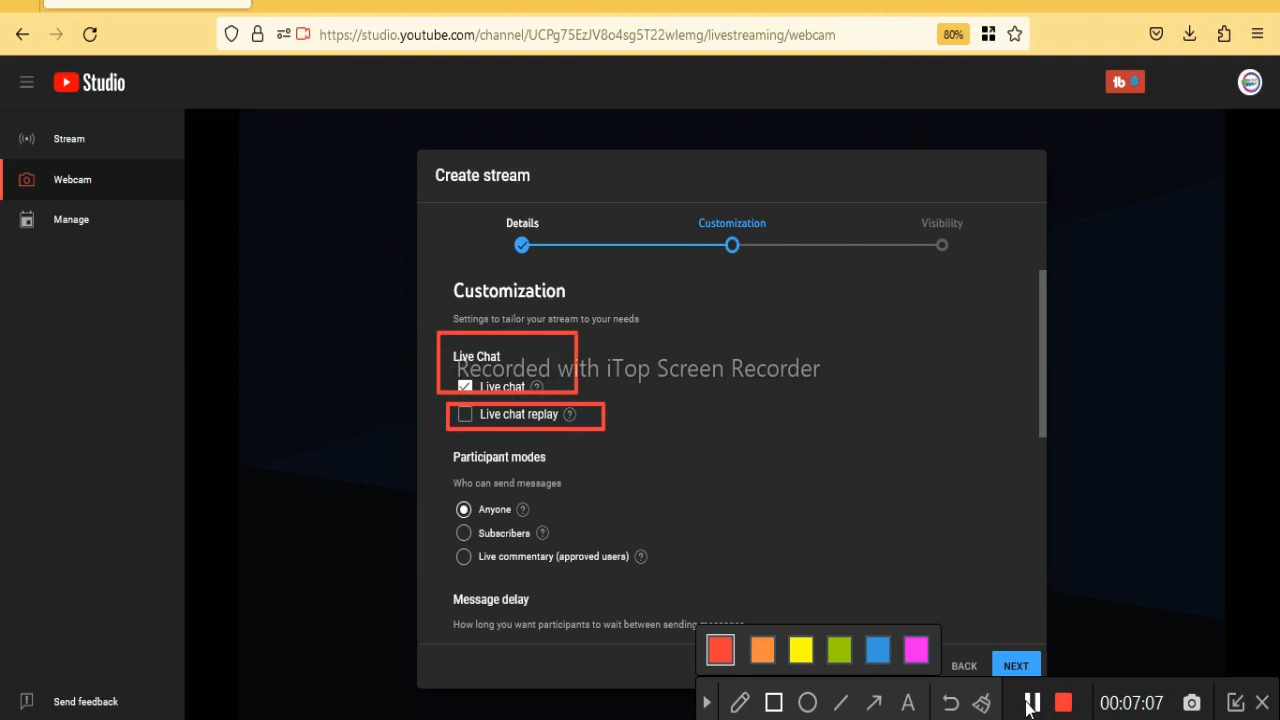 https://studio.youtube.com/channel/UCPg75EzJV8o4sg5T22wIemg/livestreaming/webcam
80%
Studio
tb
Stream
Webcam
Manage
Create stream
Details
Customization
Visibility
Customization
Settings to tailor your stream to your needs
Live Chat
Recorded with iTop Screen Recorder
Live chat ?
Live chat replay ?
Participant modes
Who can send messages
Anyone ?
Subscribers ?
Live commentary (approved users) ?
Message delay
How long you want participants to wait between sending messages
BACK
NEXT
Send feedback
A
00:07:07